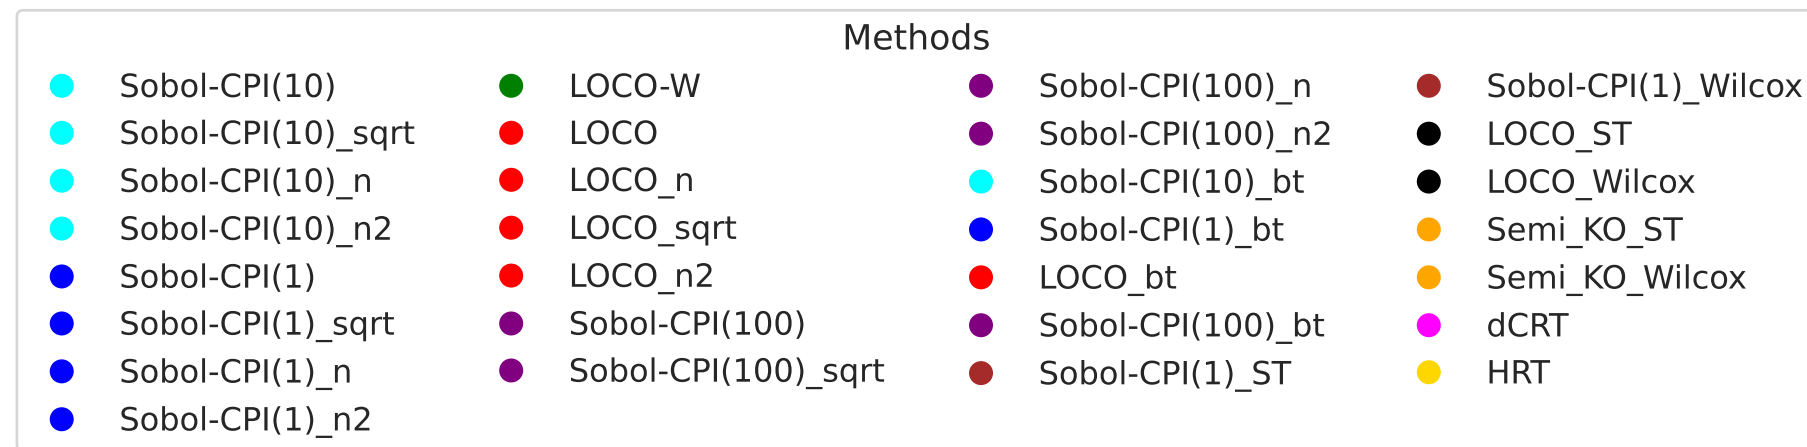 Methods
Sobol-CPI(10)
Sobol-CPI(10)_sqrt
Sobol-CPI(10)_n
Sobol-CPI(10)_n2
Sobol-CPI(1)
Sobol-CPI(1)_sqrt
Sobol-CPI(1)_n
Sobol-CPI(1)_n2
LOCO-W
LOCO
LOCO_n
LOCO_sqrt
LOCO_n2
Sobol-CPI(100)
Sobol-CPI(100)_sqrt
Sobol-CPI(100)_n
Sobol-CPI(100)_n2
Sobol-CPI(10)_bt
Sobol-CPI(1)_bt
LOCO_bt
Sobol-CPI(100)_bt
Sobol-CPI(1)_ST
Sobol-CPI(1)_Wilcox
LOCO_ST
LOCO_Wilcox
Semi_KO_ST
Semi_KO_Wilcox
dCRT
HRT